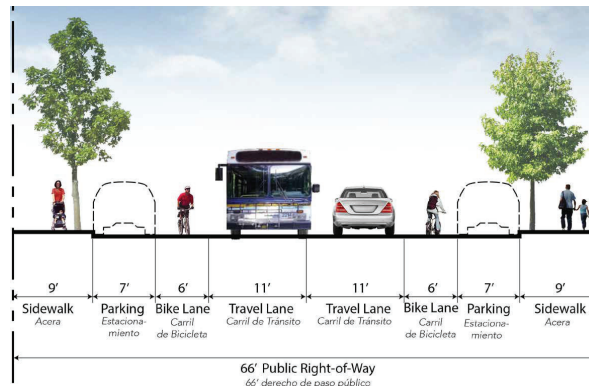 9' 7' 6' 11' 11' 6' 7' 9'
Sidewalk Parking Bike Lane Travel Lane Travel Lane Bike Lane Parking Sidewalk
Acera Estaciona- Carril Carril de Tránsito Carril de Tránsito Carril Estaciona- Acera
miento de Bicicleta de Bicicleta miento
66' Public Right-of-Way
66' derecho de paso público